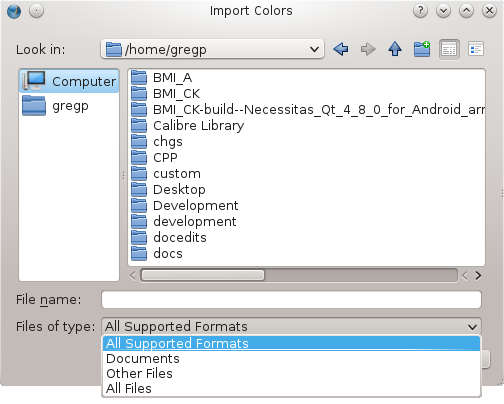 Import Colors
Look in: /home/gregp
Computer
gregp
BMI_A
BMI_CK
BMI_CK-build--Necessitas_Qt_4_8_0_for_Android_arm
Calibre Library
chgs
CPP
custom
Desktop
Development
development
docedits
docs
File name:
Files of type: All Supported Formats
All Supported Formats
Documents
Other Files
All Files